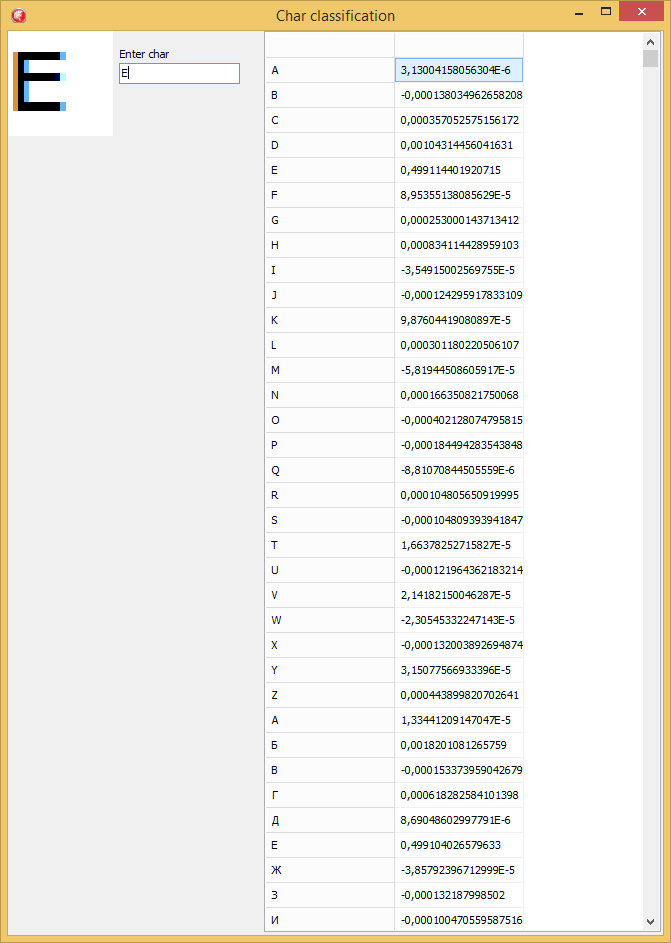 Char classification
E
Enter char
E
A 3,13004158056304E-6
B -0,000138034962658208
C 0,000357052575156172
D 0,00104314456041631
E 0,499114401920715
F 8,95355138085629E-5
G 0,000253000143713412
H 0,000834114428959103
I -3,54915002569755E-5
J -0,000124295917833109
K 9,87604419080897E-5
L 0,000301180220506107
M -5,81944508605917E-5
N 0,000166350821750068
O -0,000402128074795815
P -0,000184494283543848
Q -8,81070844505559E-6
R 0,000104805650919995
S -0,000104809393941847
T 1,66378252715827E-5
U -0,000121964362183214
V 2,14182150046287E-5
W -2,30545332247143E-5
X -0,000132003892694874
Y 3,15077566933396E-5
Z 0,000443899820702641
А 1,33441209147047E-5
Б 0,0018201081265759
В -0,000153373959042679
Г 0,000618282584101398
Д 8,69048602997791E-6
Е 0,499104026579633
Ж -3,85792396712999E-5
З -0,000132187998502
И -0,000100470559587516